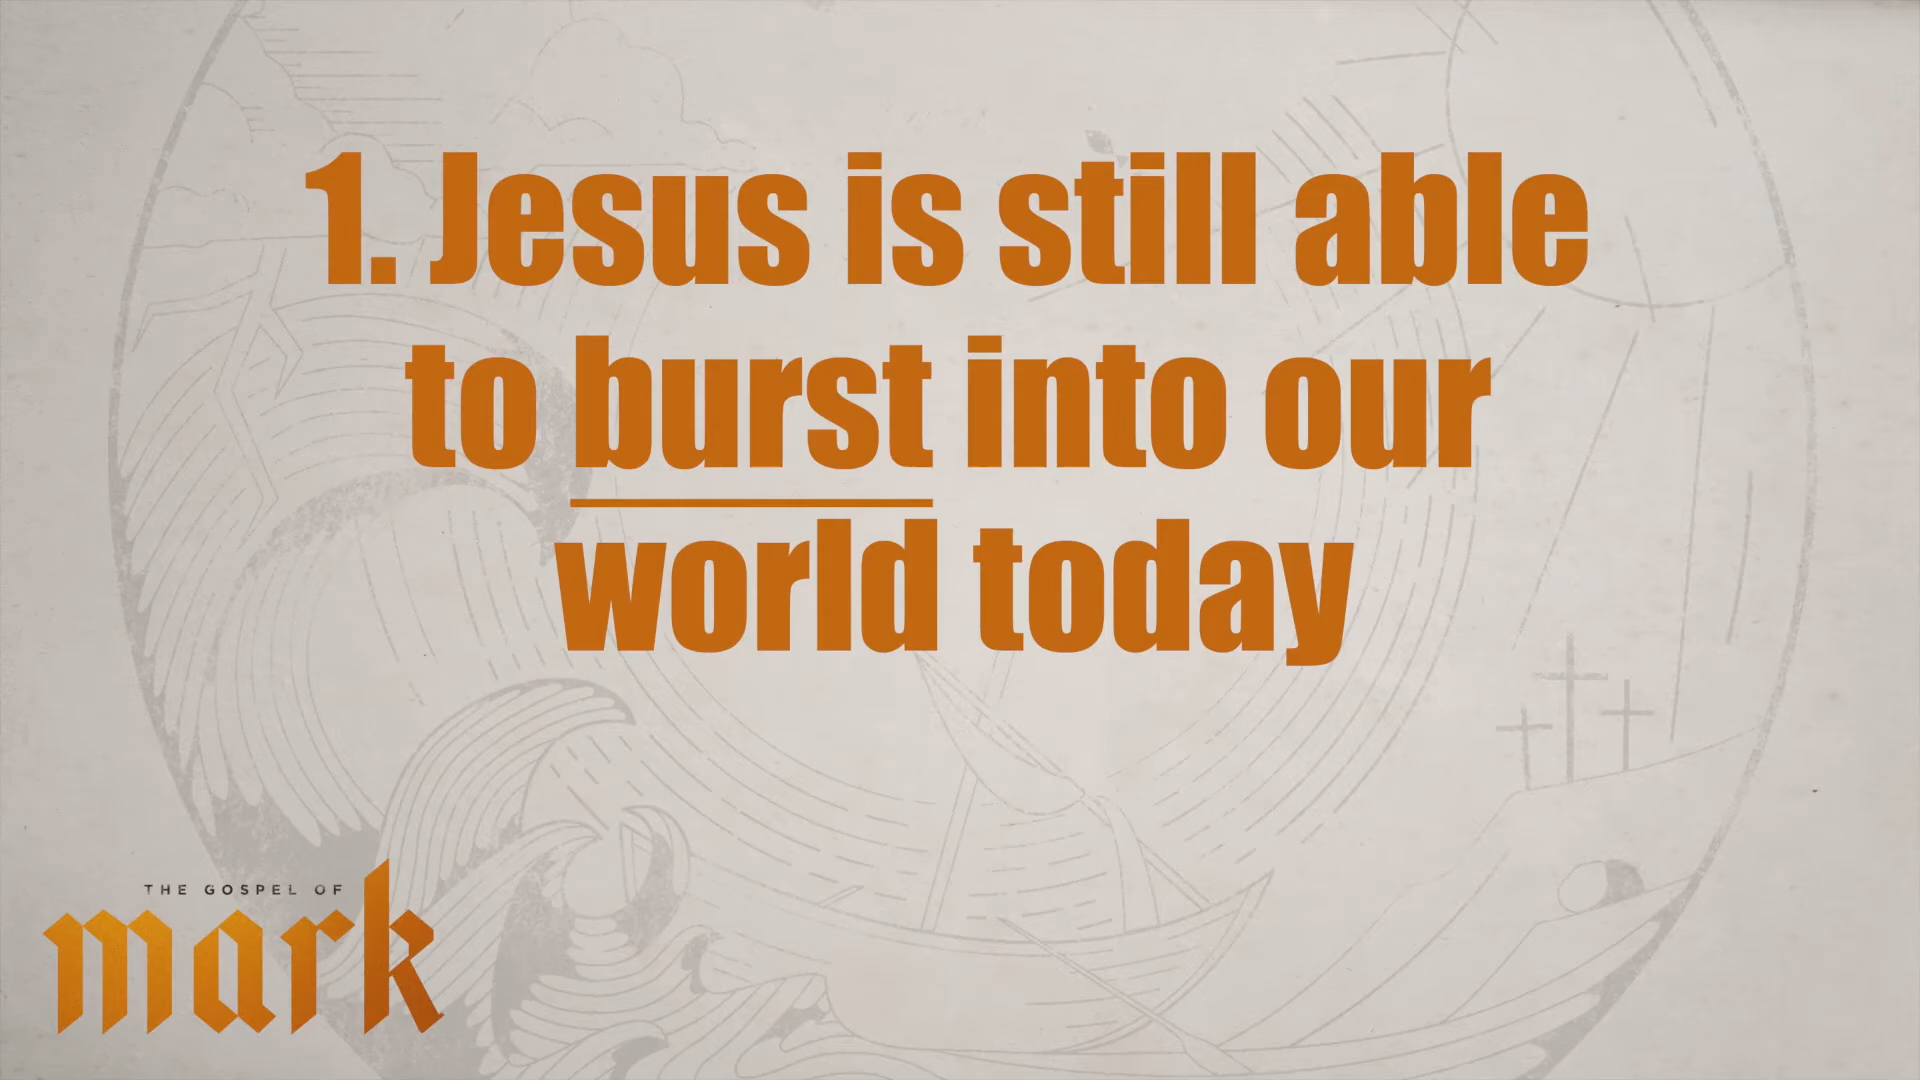 1. Jesus is still able
to burst into our
world today
THE GOSPEL OF
mark